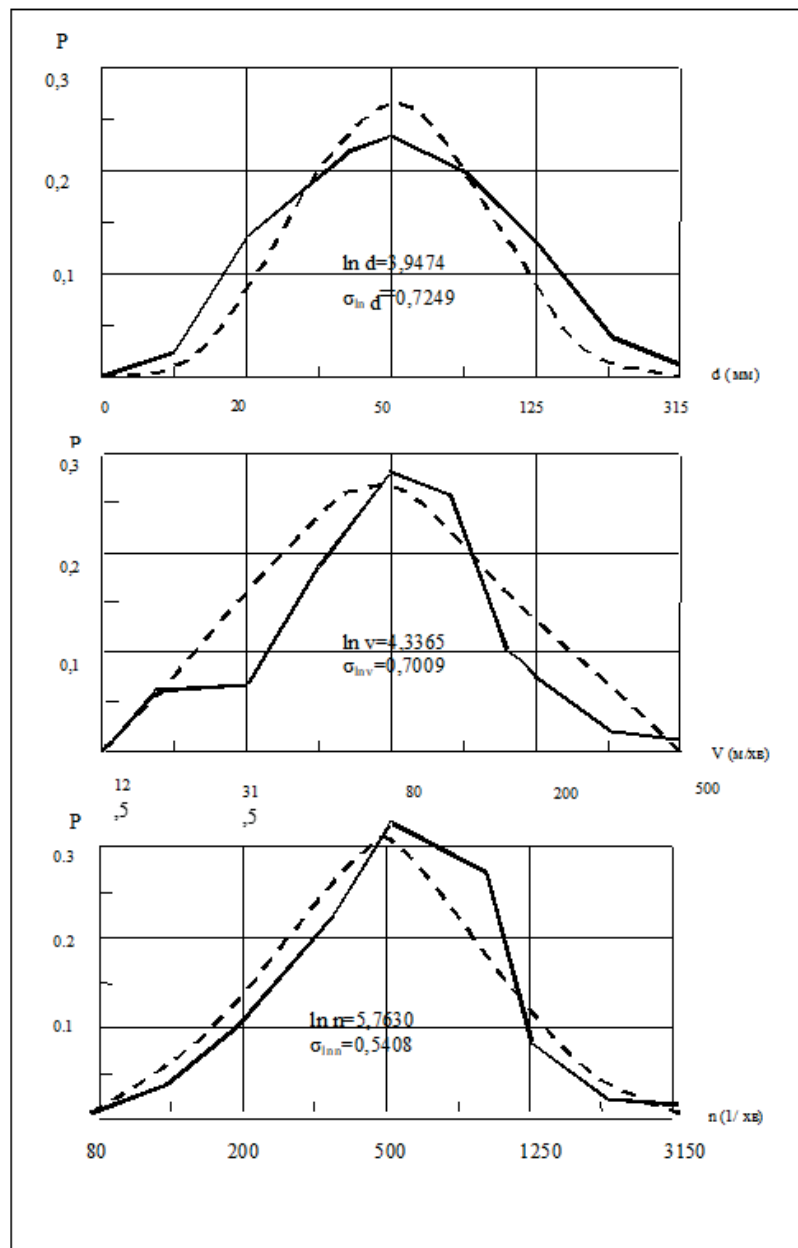 P
0,3
0,2
0,1
ln d=3,9474
σln d=0,7249
d (мм)
0 20 50 125 315
P
0,3
0,2
0,1
ln v=4,3365
σlnv=0,7009
V (м/хв)
12,5 31,5 80 200 500
P
0.3
0.2
0.1
ln n=5,7630
σlnn=0,5408
n (1/ хв)
80 200 500 1250 3150